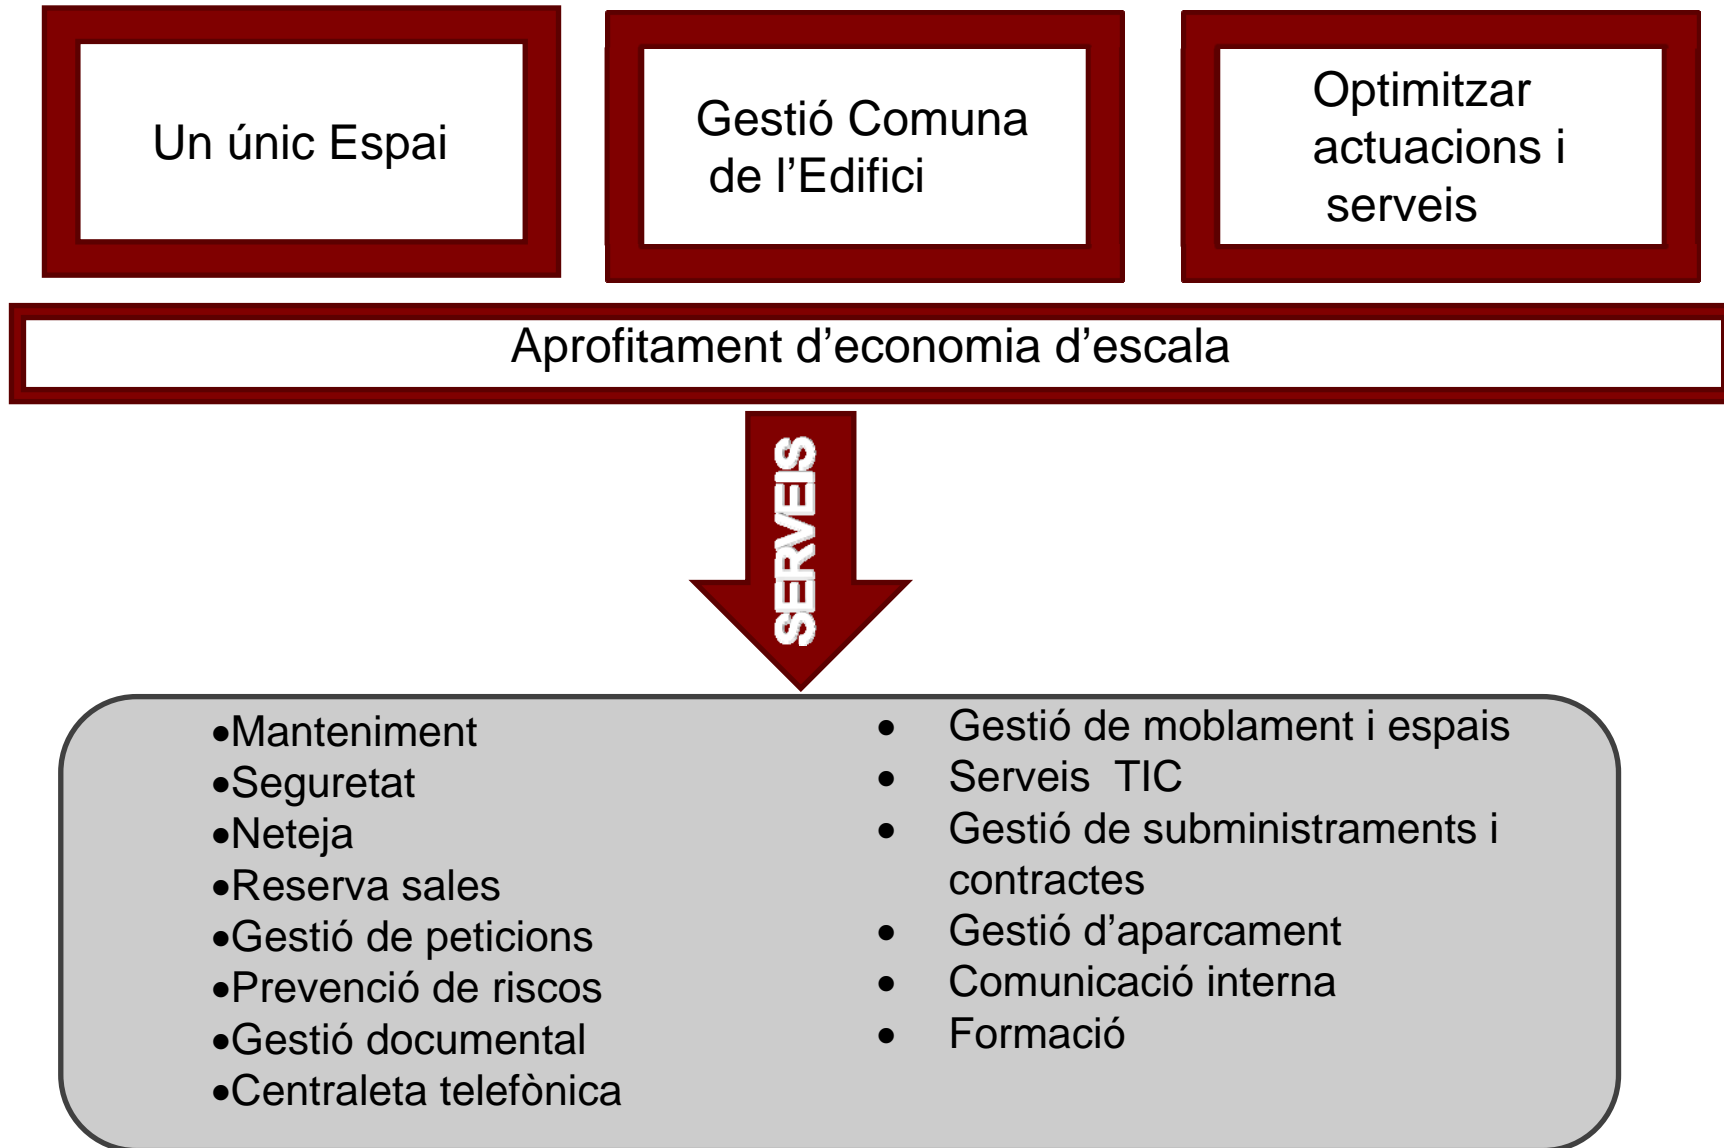 Un únic Espai
Gestió Comuna
de l’Edifici
Optimitzar
actuacions i
serveis
Aprofitament d’economia d’escala
SERVEIS
•Manteniment
•Seguretat
•Neteja
•Reserva sales
•Gestió de peticions
•Prevenció de riscos
•Gestió documental
•Centraleta telefònica
• Gestió de moblament i espais
• Serveis  TIC
• Gestió de subministraments i
contractes
• Gestió d’aparcament
• Comunicació interna
• Formació